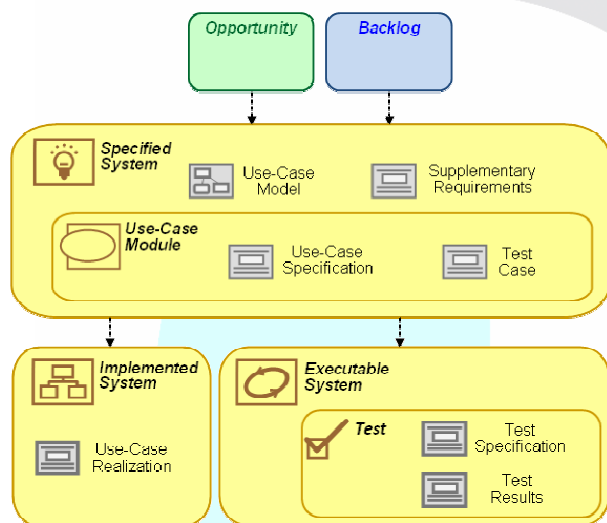 Opportunity
Backlog
Specified
System
Use-Case
Model
Supplementary
Requirements
Use-Case
Module
Use-Case
Specification
Test
Case
Implemented
System
Use-Case
Realization
Executable
System
Test
Test
Specification
Test
Results